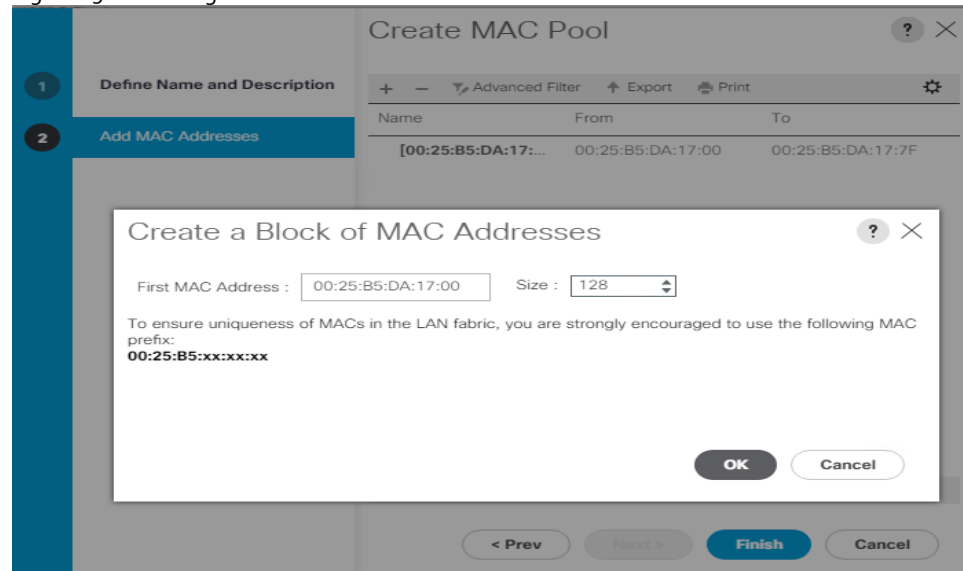 Create MAC Pool
?
1 Define Name and Description
+ − Advanced Filter Export Print
Name From To
2 Add MAC Addresses
[00:25:B5:DA:17:... 00:25:B5:DA:17:00 00:25:B5:DA:17:7F
Create a Block of MAC Addresses
?
First MAC Address : 00:25:B5:DA:17:00 Size : 128
To ensure uniqueness of MACs in the LAN fabric, you are strongly encouraged to use the following MAC
prefix:
00:25:B5:xx:xx:xx
OK Cancel
< Prev Next > Finish Cancel